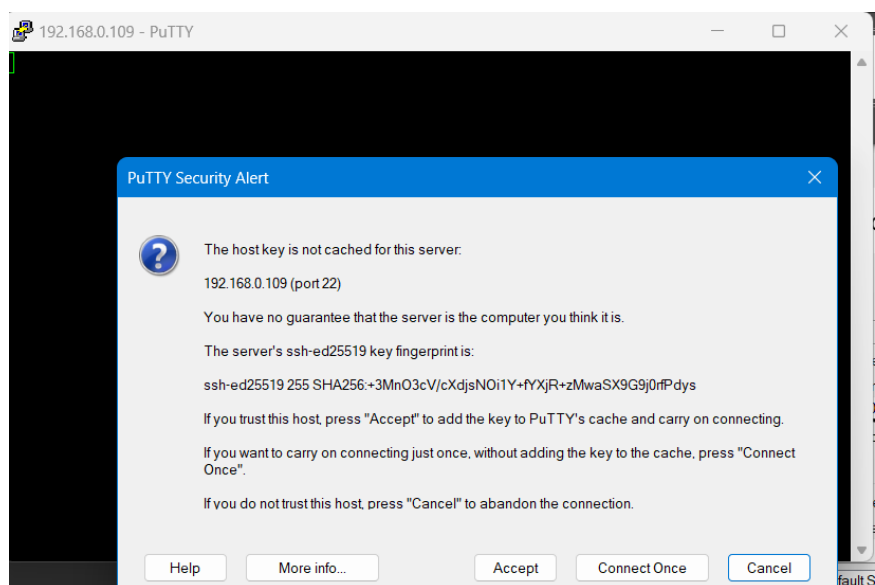 192.168.0.109 - PuTTY
PuTTY Security Alert
The host key is not cached for this server:
192.168.0.109 (port 22)
You have no guarantee that the server is the computer you think it is.
The server's ssh-ed25519 key fingerprint is:
ssh-ed25519 255 SHA256:+3MnO3cV/cXdjsNOi1Y+fYXjR+zMwaSX9G9j0rfPdys
If you trust this host, press "Accept" to add the key to PuTTY's cache and carry on connecting.
If you want to carry on connecting just once, without adding the key to the cache, press "Connect
Once".
If you do not trust this host, press "Cancel" to abandon the connection.
Help More info... Accept Connect Once Cancel
fault S